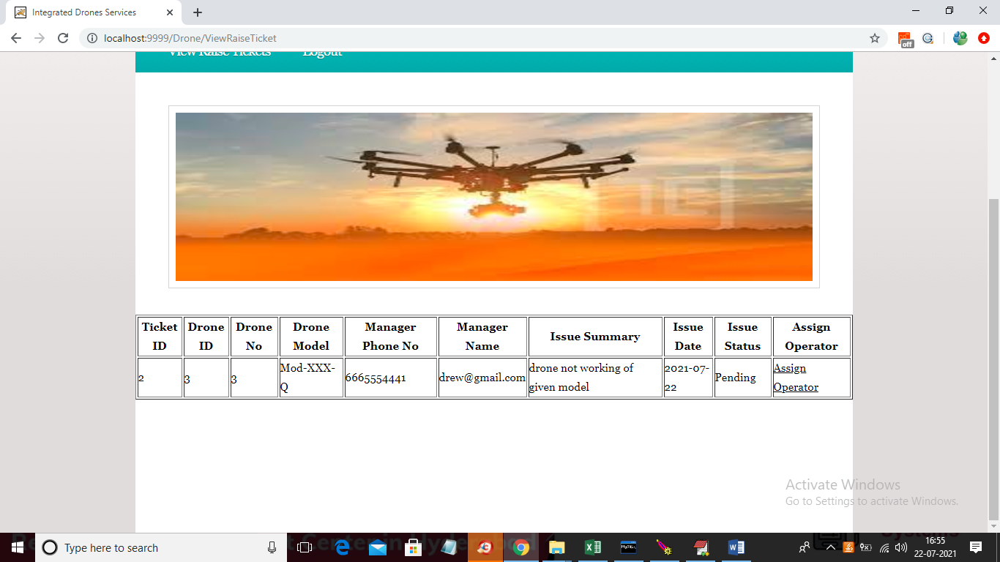 Integrated Drones Services
localhost:9999/Drone/ViewRaiseTicket
off
View Raise Tickets Logout
Ticket ID Drone ID Drone No Drone Model Manager Phone No Manager Name Issue Summary Issue Date Issue Status Assign Operator
2 3 3 Mod-XXX-Q 6665554441 drew@gmail.com drone not working of given model 2021-07-22 Pending Assign Operator
Activate Windows
Go to Settings to activate Windows.
Type here to search
16:55
22-07-2021